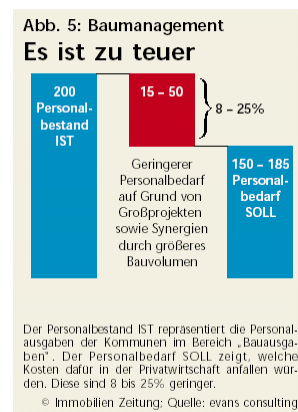 Abb. 5: Baumanagement
Es ist zu teuer
200
Personal-
bestand
IST
15 – 50
8 – 25%
Geringerer
Personalbedarf
auf Grund von
Großprojekten
sowie Synergien
durch größeres
Bauvolumen
150 – 185
Personal-
bedarf
SOLL
Der Personalbestand IST repräsentiert die Personal-
ausgaben der Kommunen im Bereich „Bauausga-
ben". Der Personalbedarf SOLL zeigt, welche
Kosten dafür in der Privatwirtschaft anfallen wür-
den. Diese sind 8 bis 25% geringer.
© Immobilien Zeitung; Quelle: evans consulting